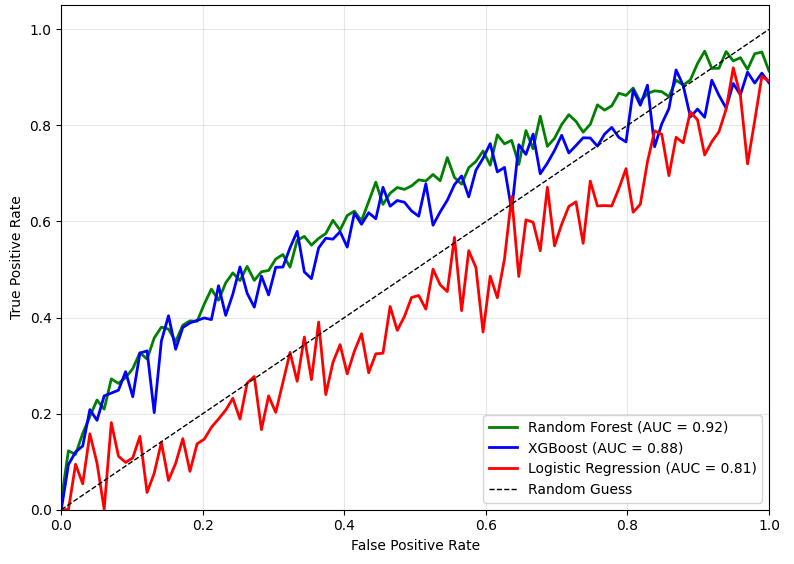 True Positive Rate
1.0
0.8
0.6
0.4
0.2
0.0
0.0 0.2 0.4 0.6 0.8 1.0
False Positive Rate
Random Forest (AUC = 0.92)
XGBoost (AUC = 0.88)
Logistic Regression (AUC = 0.81)
Random Guess